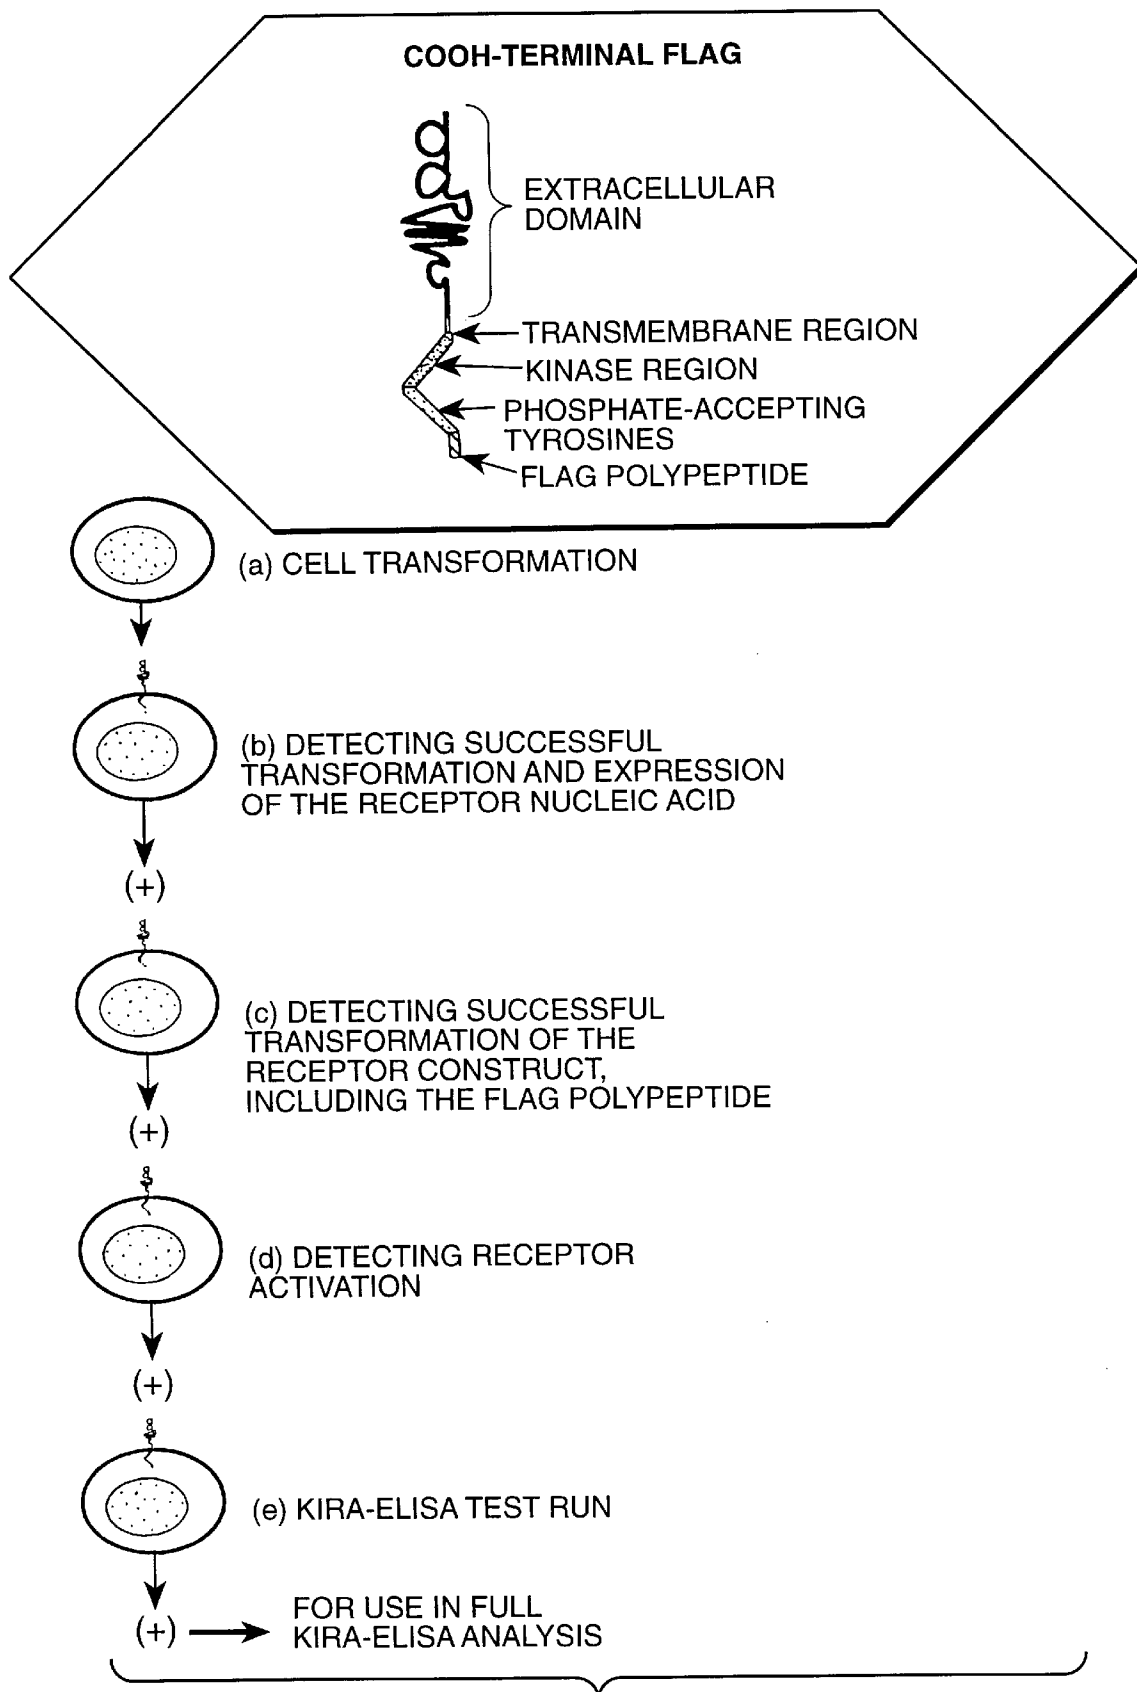 COOH-TERMINAL FLAG
EXTRACELLULAR
DOMAIN
TRANSMEMBRANE REGION
KINASE REGION
PHOSPHATE-ACCEPTING
TYROSINES
FLAG POLYPEPTIDE
(a) CELL TRANSFORMATION
(b) DETECTING SUCCESSFUL
TRANSFORMATION AND EXPRESSION
OF THE RECEPTOR NUCLEIC ACID
(+)
(c) DETECTING SUCCESSFUL
TRANSFORMATION OF THE
RECEPTOR CONSTRUCT,
INCLUDING THE FLAG POLYPEPTIDE
(+)
(d) DETECTING RECEPTOR
ACTIVATION
(+)
(e) KIRA-ELISA TEST RUN
(+)
FOR USE IN FULL
KIRA-ELISA ANALYSIS